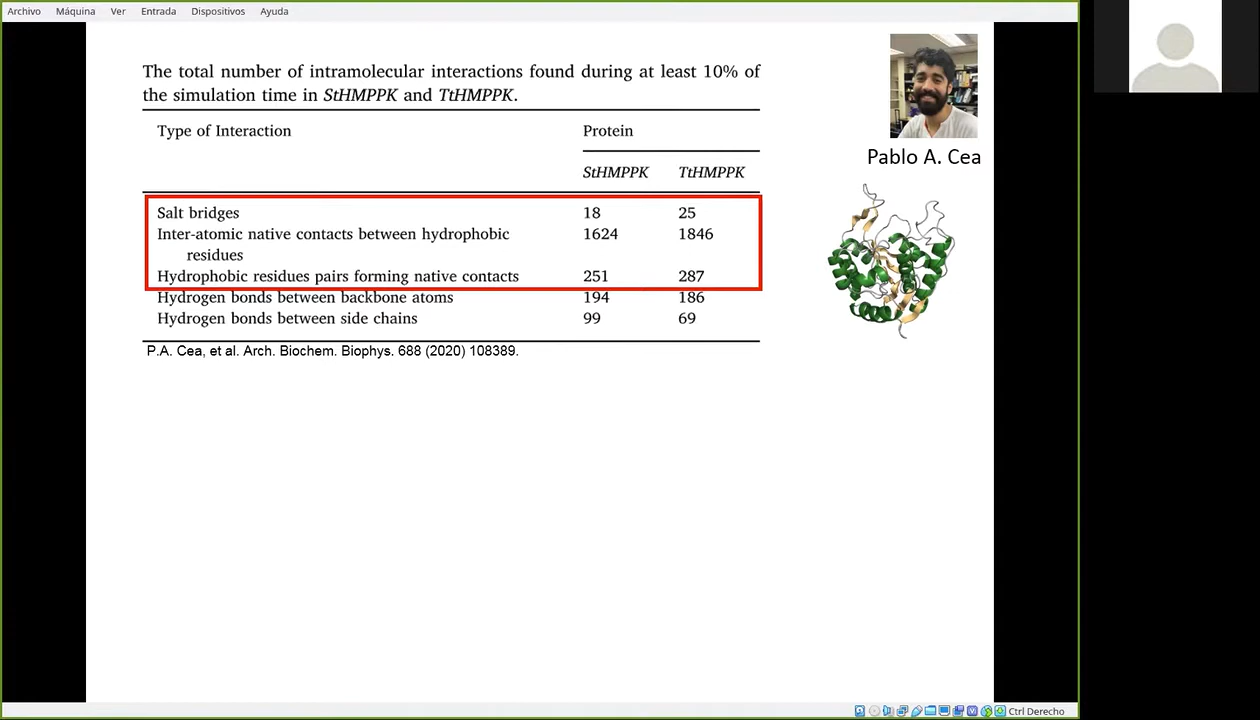 Archivo Máquina Ver Entrada Dispositivos Ayuda
The total number of intramolecular interactions found during at least 10% of
the simulation time in StHMPPK and TtHMPPK.
Type of Interaction Protein
StHMPPK TtHMPPK
Salt bridges 18 25
Inter-atomic native contacts between hydrophobic 1624 1846
residues
Hydrophobic residues pairs forming native contacts 251 287
Hydrogen bonds between backbone atoms 194 186
Hydrogen bonds between side chains 99 69
P.A. Cea, et al. Arch. Biochem. Biophys. 688 (2020) 108389.
Pablo A. Cea
Ctrl Derecho